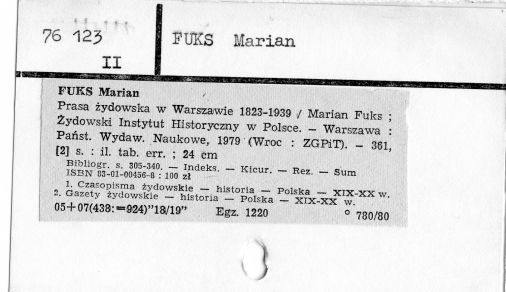 76 123
II
FUKS Marian
FUKS Marian
Prasa żydowska w Warszawie 1823-1939 / Marian Fuks ;
Żydowski Instytut Historyczny w Polsce. — Warszawa :
Państ. Wydaw. Naukowe, 1979 (Wroc : ZGPiT). — 361,
[2] s. : il. tab. err. ; 24 cm
Bibliogr. s. 305-340. — Indeks. — Kicur. — Rez. — Sum
ISBN 83-01-00456-8 : 100 zł
1. Czasopisma żydowskie — historia — Polska — XIX-XX w.
2. Gazety żydowskie — historia — Polska — XIX-XX w.
05+07(438:=924)"18/19" Egz. 1220 ° 780/80